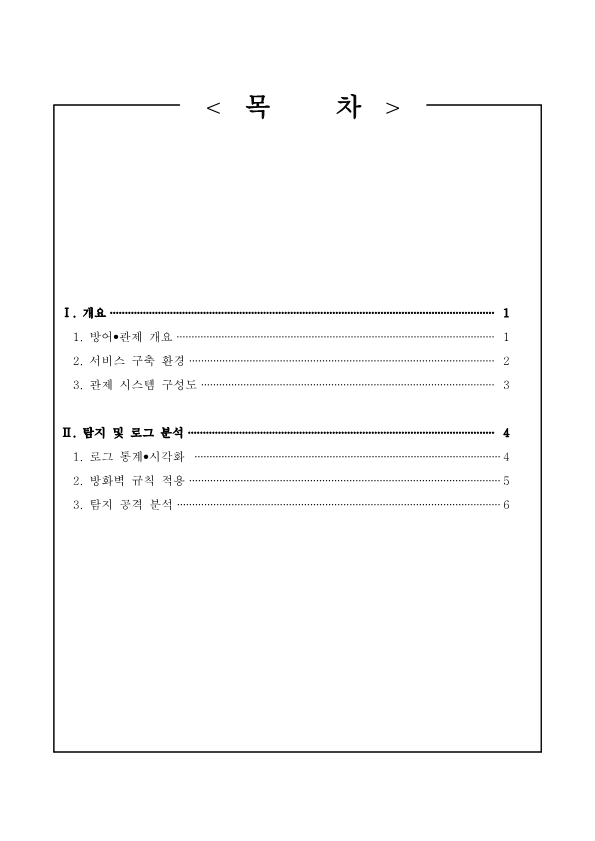 < 목 차 >
Ⅰ. 개요 ································ 1
1. 방어•관제 개요 ································ 1
2. 서비스 구축 환경 ································ 2
3. 관제 시스템 구성도 ································ 3
Ⅱ. 탐지 및 로그 분석 ································ 4
1. 로그 통계•시각화 ································ 4
2. 방화벽 규칙 적용 ································ 5
3. 탐지 공격 분석 ································ 6